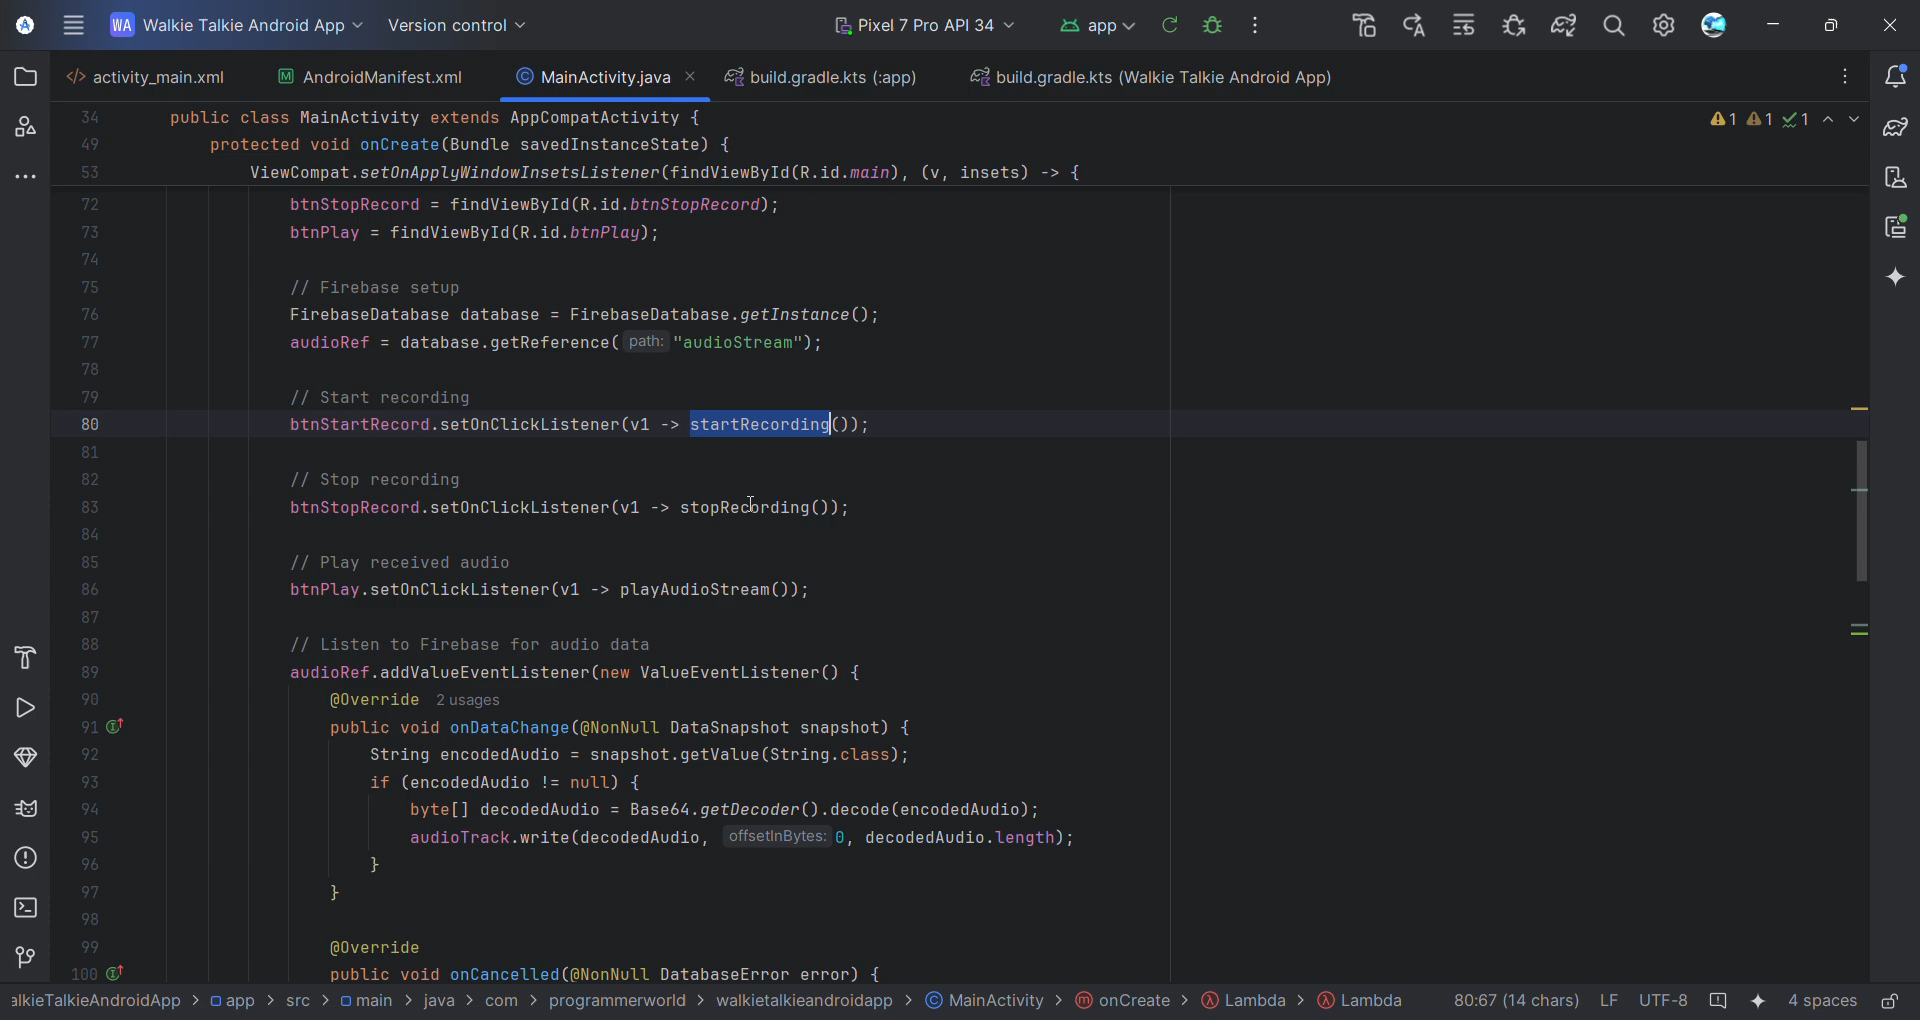 WA Walkie Talkie Android App Version control Pixel 7 Pro API 34 app
activity_main.xml AndroidManifest.xml MainActivity.java build.gradle.kts (:app) build.gradle.kts (Walkie Talkie Android App)
34 public class MainActivity extends AppCompatActivity { 1 1 1
49 protected void onCreate(Bundle savedInstanceState) {
53 ViewCompat.setOnApplyWindowInsetsListener(findViewById(R.id.main), (v, insets) -> {
72 btnStopRecord = findViewById(R.id.btnStopRecord);
73 btnPlay = findViewById(R.id.btnPlay);
74
75 // Firebase setup
76 FirebaseDatabase database = FirebaseDatabase.getInstance();
77 audioRef = database.getReference( path: "audioStream");
78
79 // Start recording
80 btnStartRecord.setOnClickListener(v1 -> startRecording());
81
82 // Stop recording
83 btnStopRecord.setOnClickListener(v1 -> stopRecording());
84
85 // Play received audio
86 btnPlay.setOnClickListener(v1 -> playAudioStream());
87
88 // Listen to Firebase for audio data
89 audioRef.addValueEventListener(new ValueEventListener() {
90 @Override 2 usages
91 public void onDataChange(@NonNull DataSnapshot snapshot) {
92 String encodedAudio = snapshot.getValue(String.class);
93 if (encodedAudio != null) {
94 byte[] decodedAudio = Base64.getDecoder().decode(encodedAudio);
95 audioTrack.write(decodedAudio, offsetInBytes: 0, decodedAudio.length);
96 }
97 }
98
99 @Override
100 public void onCancelled(@NonNull DatabaseError error) {
alkieTalkieAndroidApp > app > src > main > java > com > programmerworld > walkietalkieandroidapp > MainActivity > onCreate > Lambda > Lambda 80:67 (14 chars) LF UTF-8 4 spaces